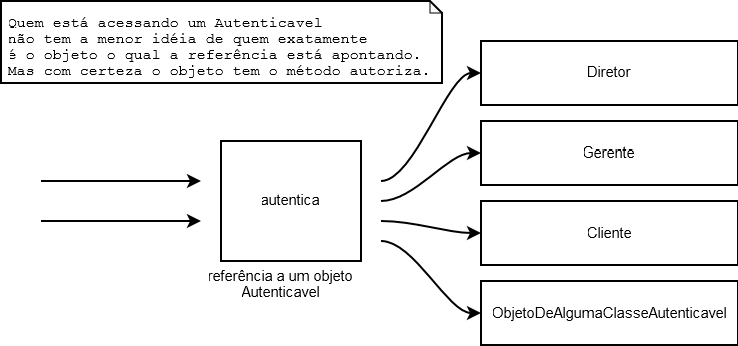 Quem está acessando um Autenticavel
não tem a menor idéia de quem exatamente
é o objeto o qual a referência está apontando.
Mas com certeza o objeto tem o método autoriza.
Diretor
Gerente
autentica
Cliente
referência a um objeto
Autenticavel
ObjetoDeAlgumaClasseAutenticavel